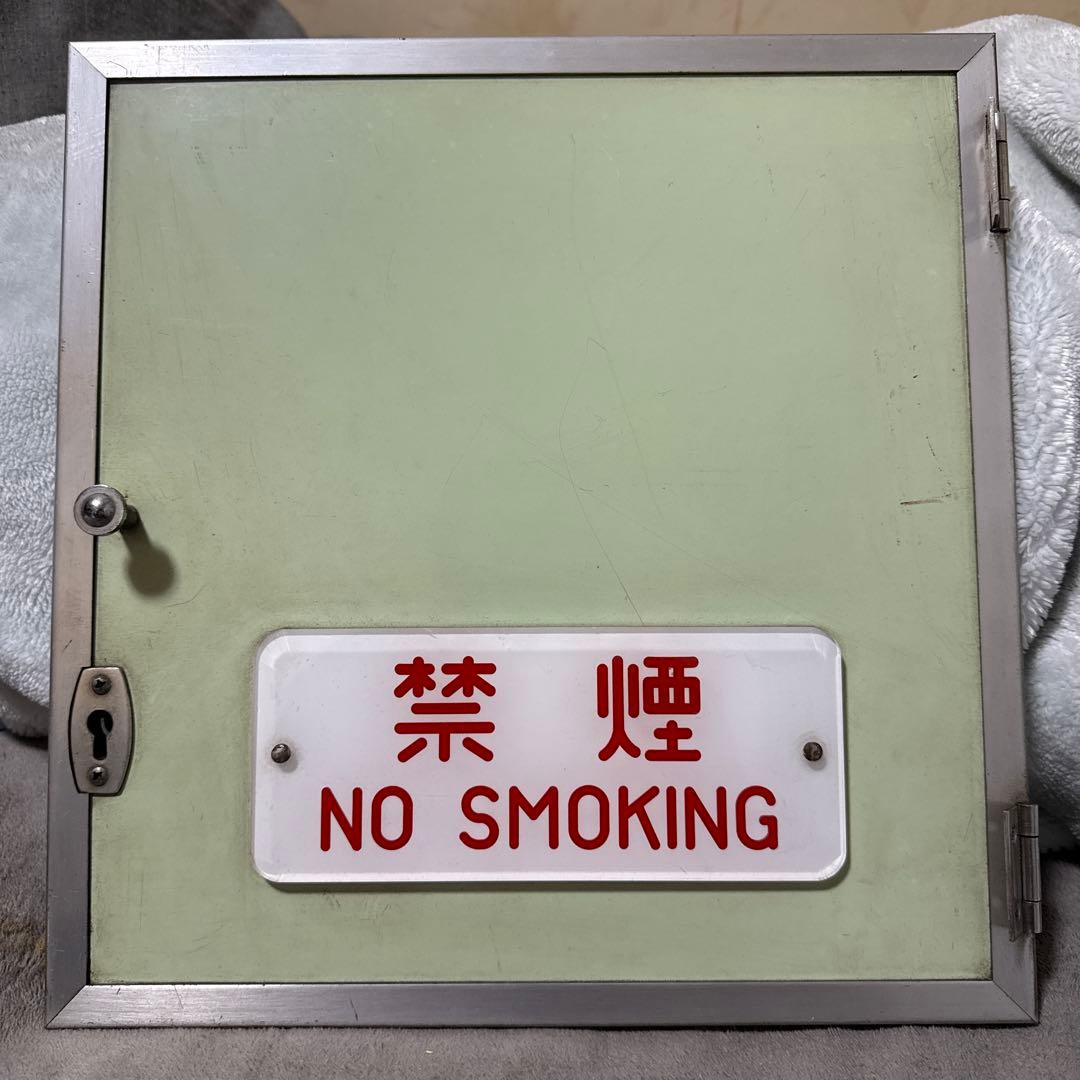 禁 煙
NO SMOKING